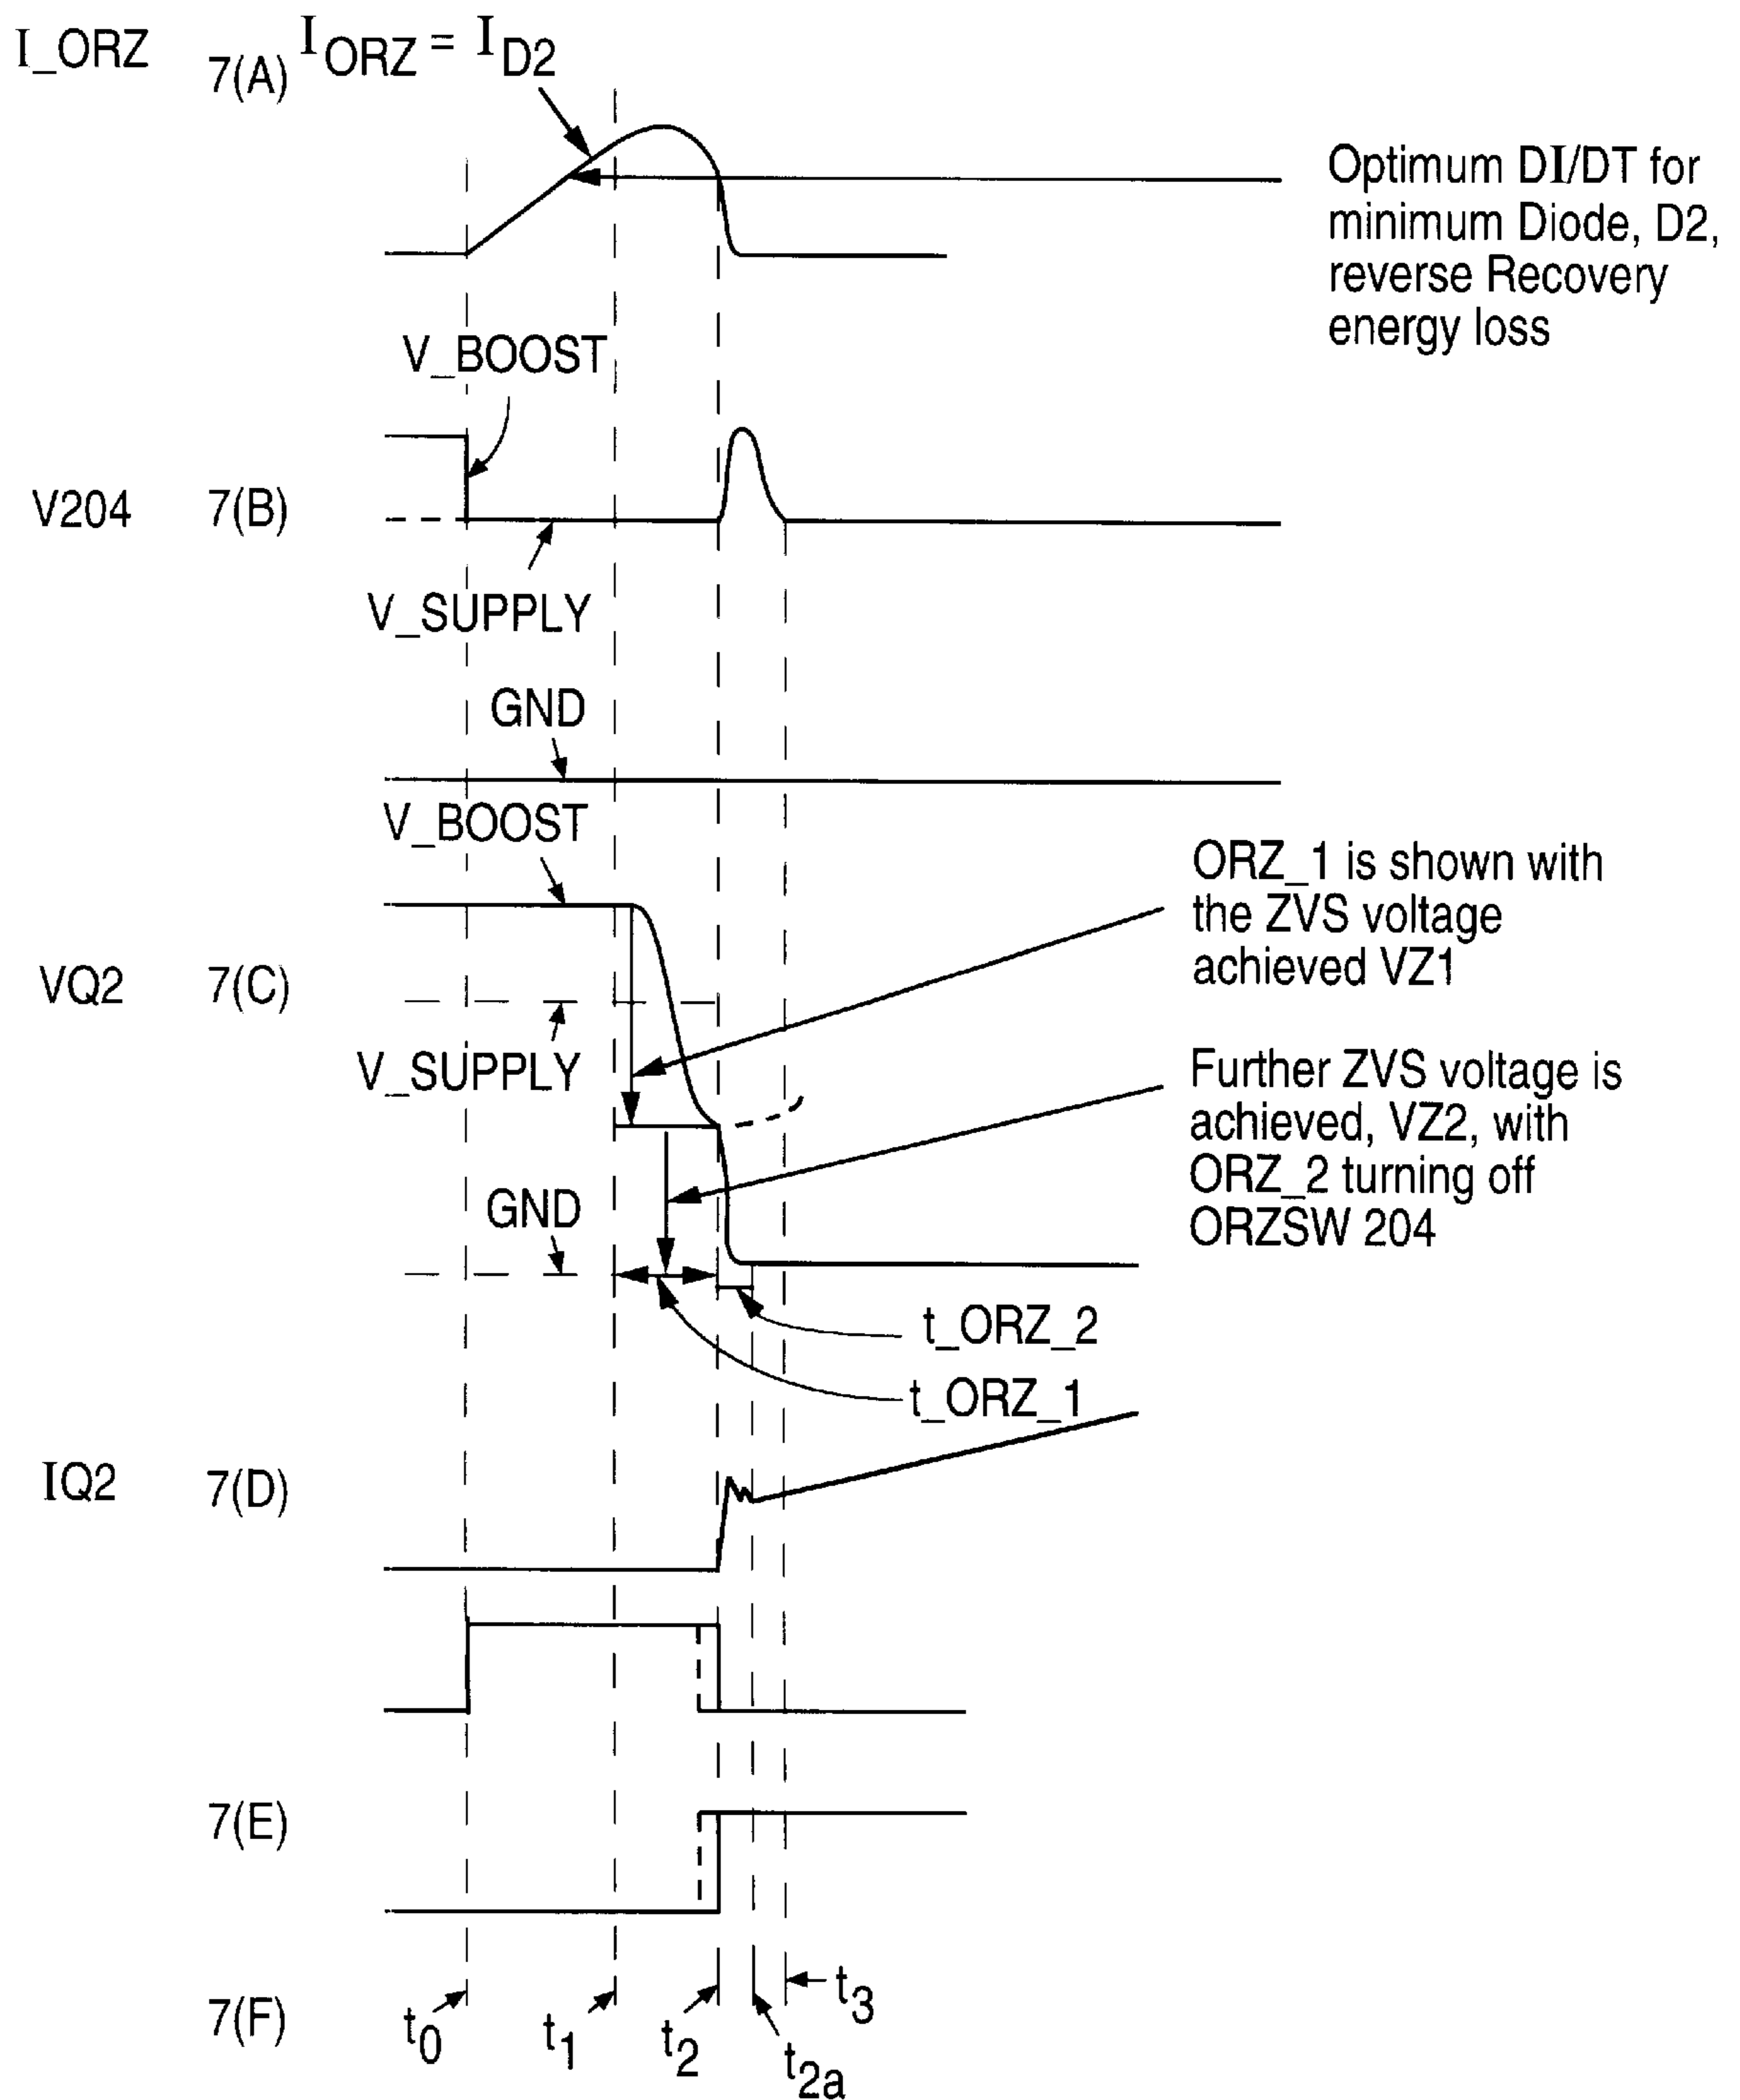 I_ORZ
7(A)
I ORZ = I D2
Optimum DI/DT for
minimum Diode, D2,
reverse Recovery
energy loss
V_BOOST
V204
7(B)
V_SUPPLY
GND
V_BOOST
ORZ_1 is shown with
the ZVS voltage
achieved VZ1
VQ2
7(C)
V_SUPPLY
Further ZVS voltage is
achieved, VZ2, with
ORZ_2 turning off
ORZSW 204
GND
t_ORZ_2
t_ORZ_1
IQ2
7(D)
7(E)
7(F)
t0
t1
t2
t2a
t3